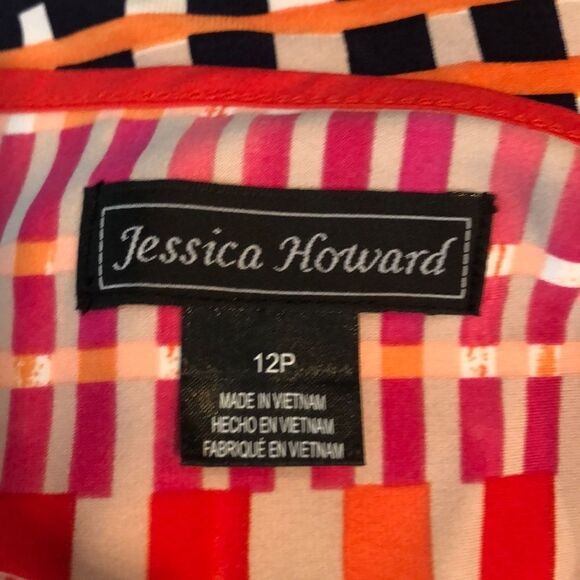 Jessica Howard
12P
MADE IN VIETNAM
HECHO EN VIETNAM
FABRIQUÉ EN VIETNAM